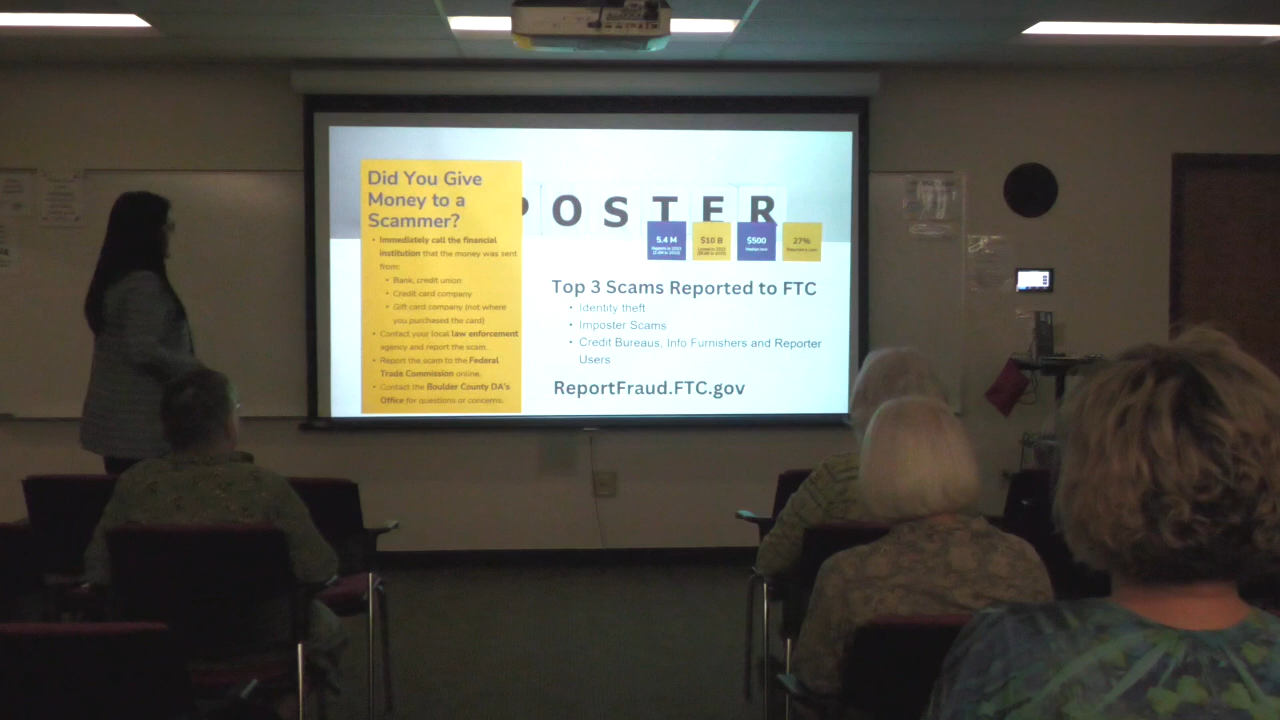 Did You Give
Money to a
Scammer?
• Immediately call the financial
institution that the money was sent
from:
• Bank, credit union
• Credit card company
• Gift card company (not where
you purchased the card)
• Contact your local law enforcement
agency and report the scam.
• Report the scam to the Federal
Trade Commission online.
• Contact the Boulder County DA's
Office for questions or concerns.
POSTER
5.4 M
$10 B
$500
27%
Top 3 Scams Reported to FTC
• Identity theft
• Imposter Scams
• Credit Bureaus, Info Furnishers and Reporter
Users
ReportFraud.FTC.gov